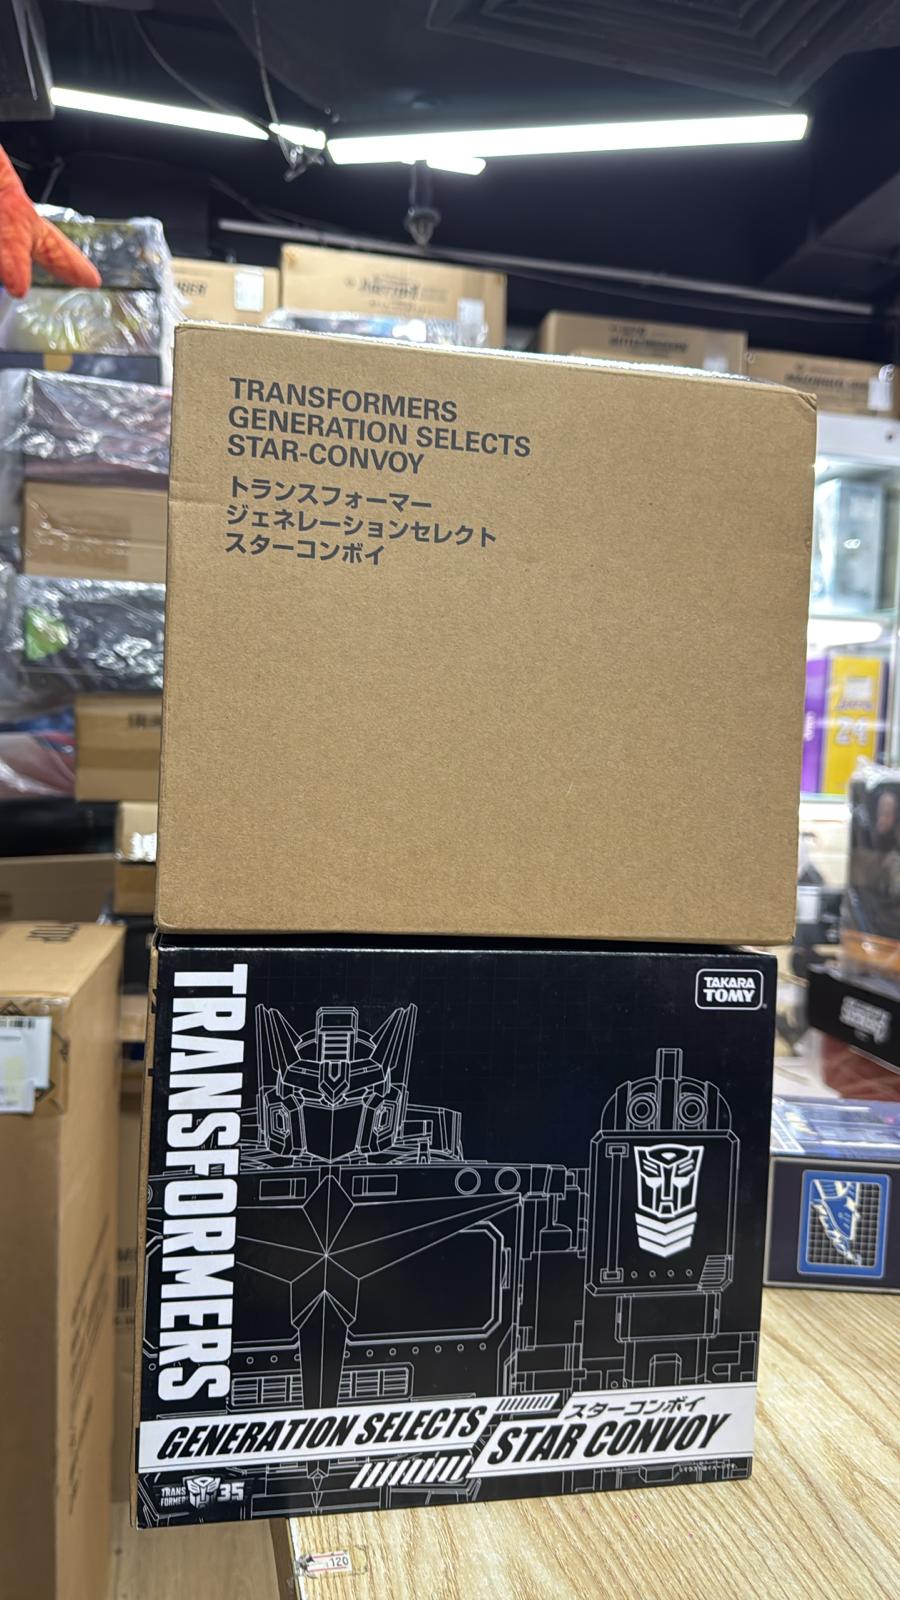 TRANSFORMERS
GENERATION SELECTS
STAR-CONVOY
トランスフォーマー
ジェネレーションセレクト
スターコンボイ
24
TAKARA
TOMY
TRANSFORMERS
GENERATION SELECTS
スターコンボイ
STAR CONVOY
TRANS
FORMERS
35
120